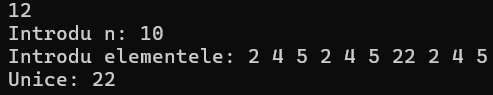 12
Introdu n: 10
Introdu elementele: 2 4 5 2 4 5 22 2 4 5
Unice: 22